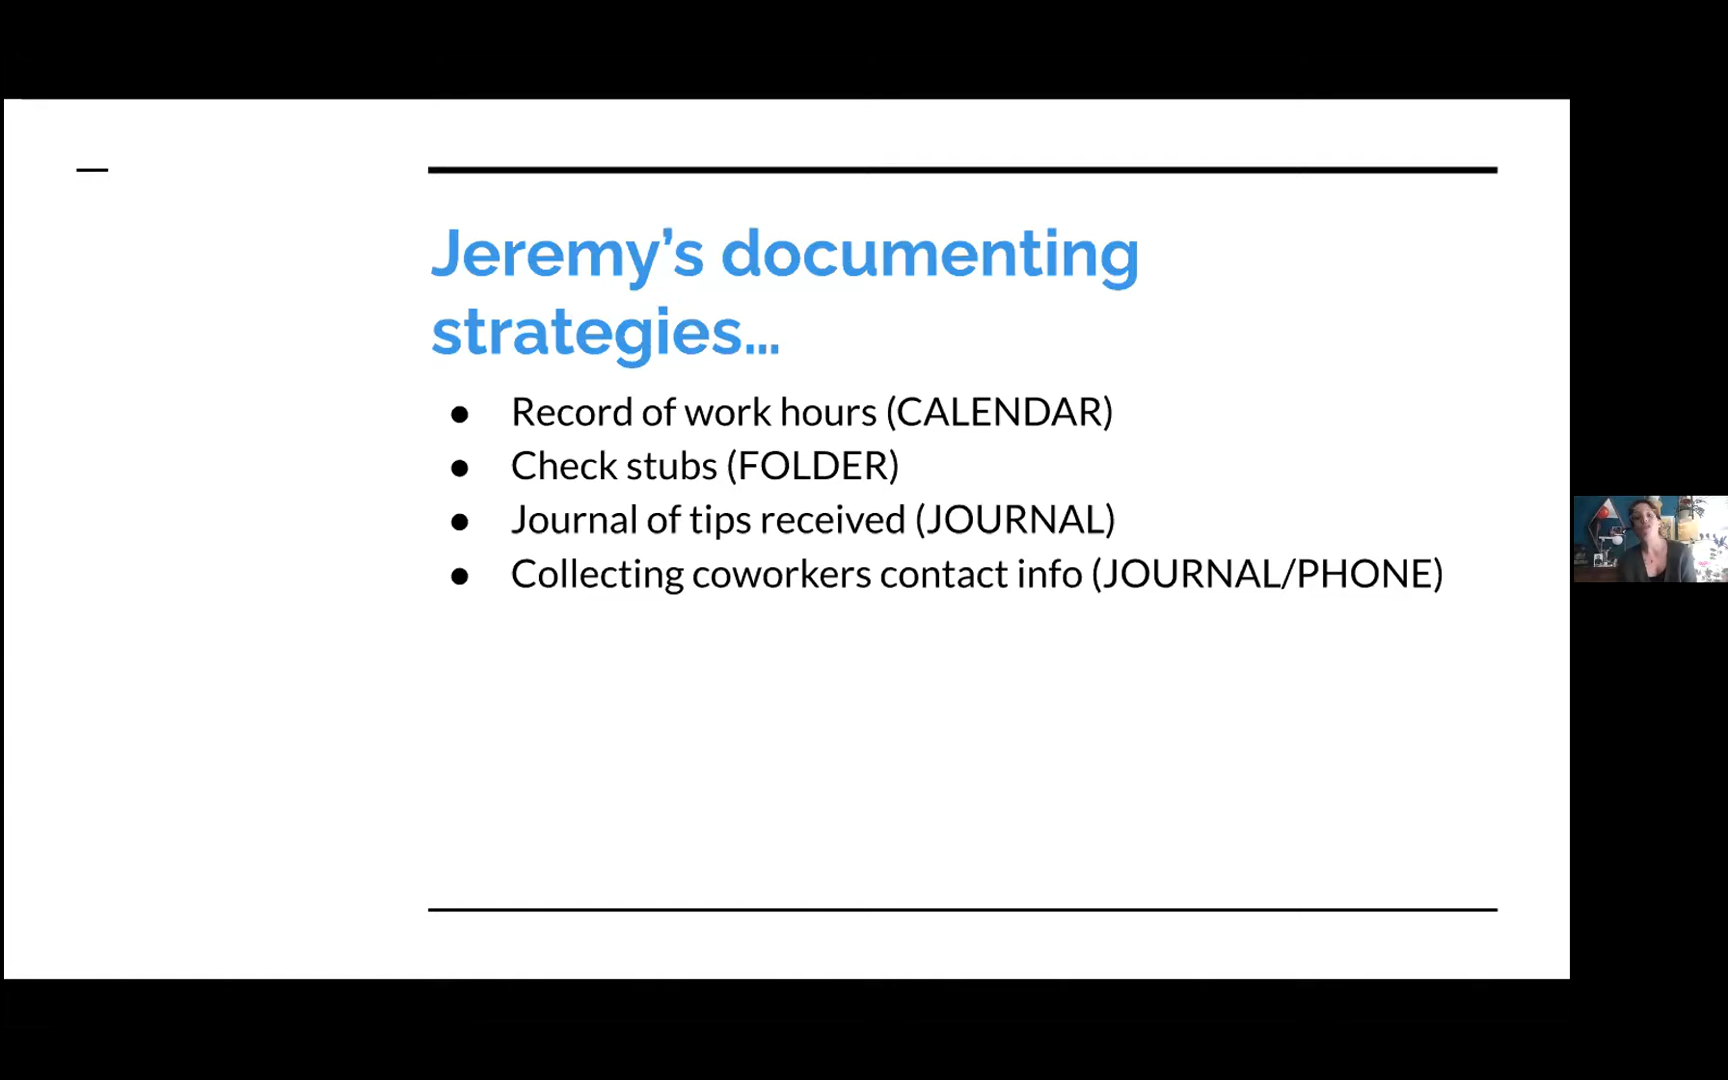 Jeremy’s documenting
strategies...
● Record of work hours (CALENDAR)
● Check stubs (FOLDER)
● Journal of tips received (JOURNAL)
● Collecting coworkers contact info (JOURNAL/PHONE)